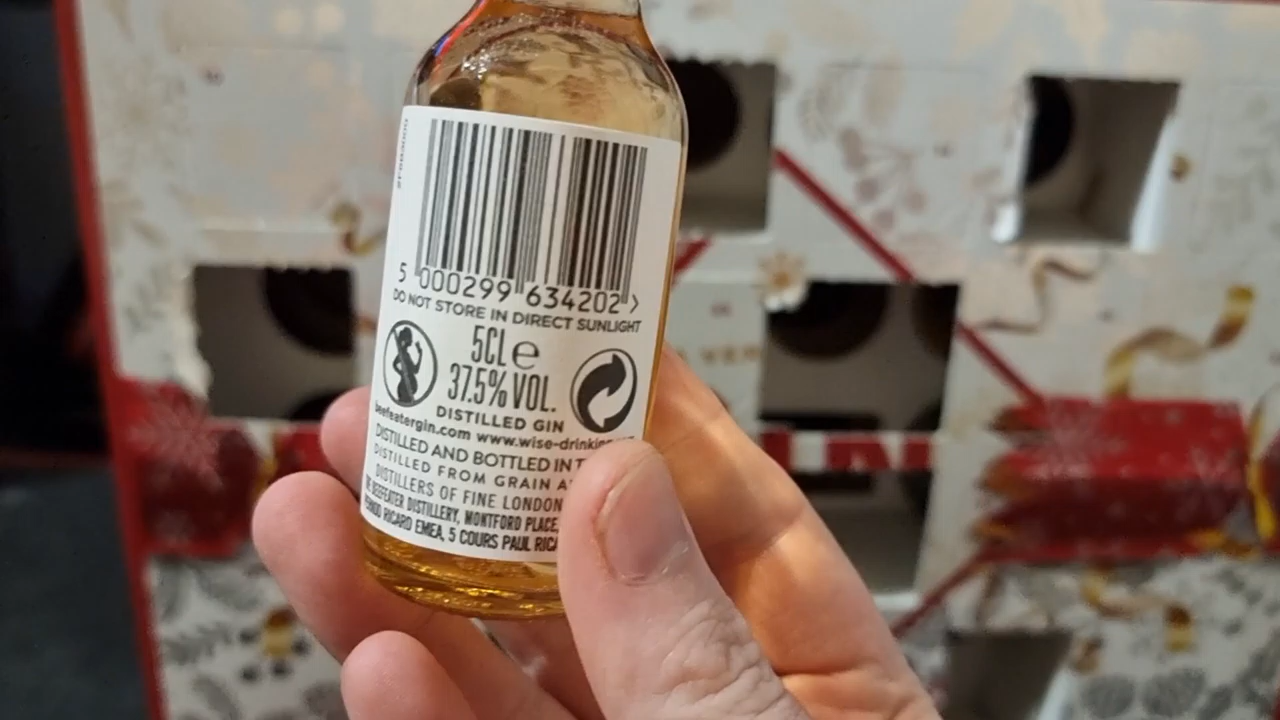 5 000299 634202 >
DO NOT STORE IN DIRECT SUNLIGHT
5CL e
37.5% VOL.
DISTILLED GIN
beefeatergin.com www.wise-drinkin
DISTILLED AND BOTTLED IN T
DISTILLED FROM GRAIN A
DISTILLERS OF FINE LONDON
THE BEEFEATER DISTILLERY, MONTFORD PLACE,
PERNOD RICARD EMEA, 5 COURS PAUL RICA